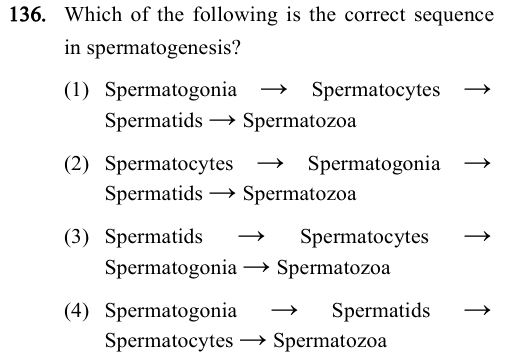 136. Which of the following is the correct sequence
in spermatogenesis?
(1) Spermatogonia → Spermatocytes →
Spermatids → Spermatozoa
(2) Spermatocytes → Spermatogonia →
Spermatids → Spermatozoa
(3) Spermatids → Spermatocytes →
Spermatogonia → Spermatozoa
(4) Spermatogonia → Spermatids →
Spermatocytes → Spermatozoa